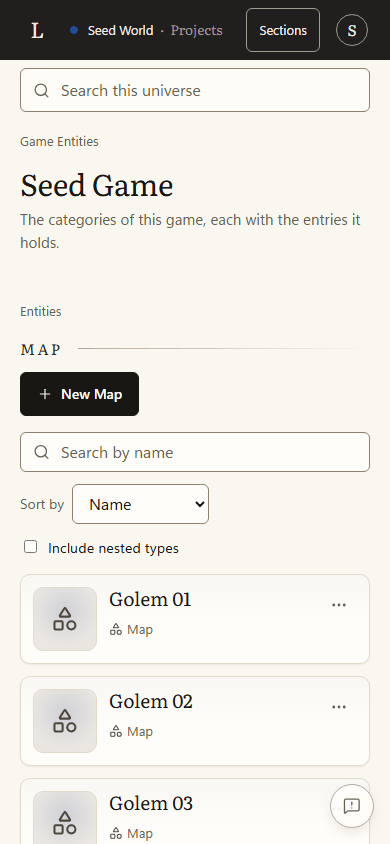 L
Seed World · Projects
Sections
S
Search this universe
Game Entities
Seed Game
The categories of this game, each with the entries it
holds.
Entities
MAP
New Map
Search by name
Sort by
Name
Include nested types
Golem 01
Map
Golem 02
Map
Golem 03
Map